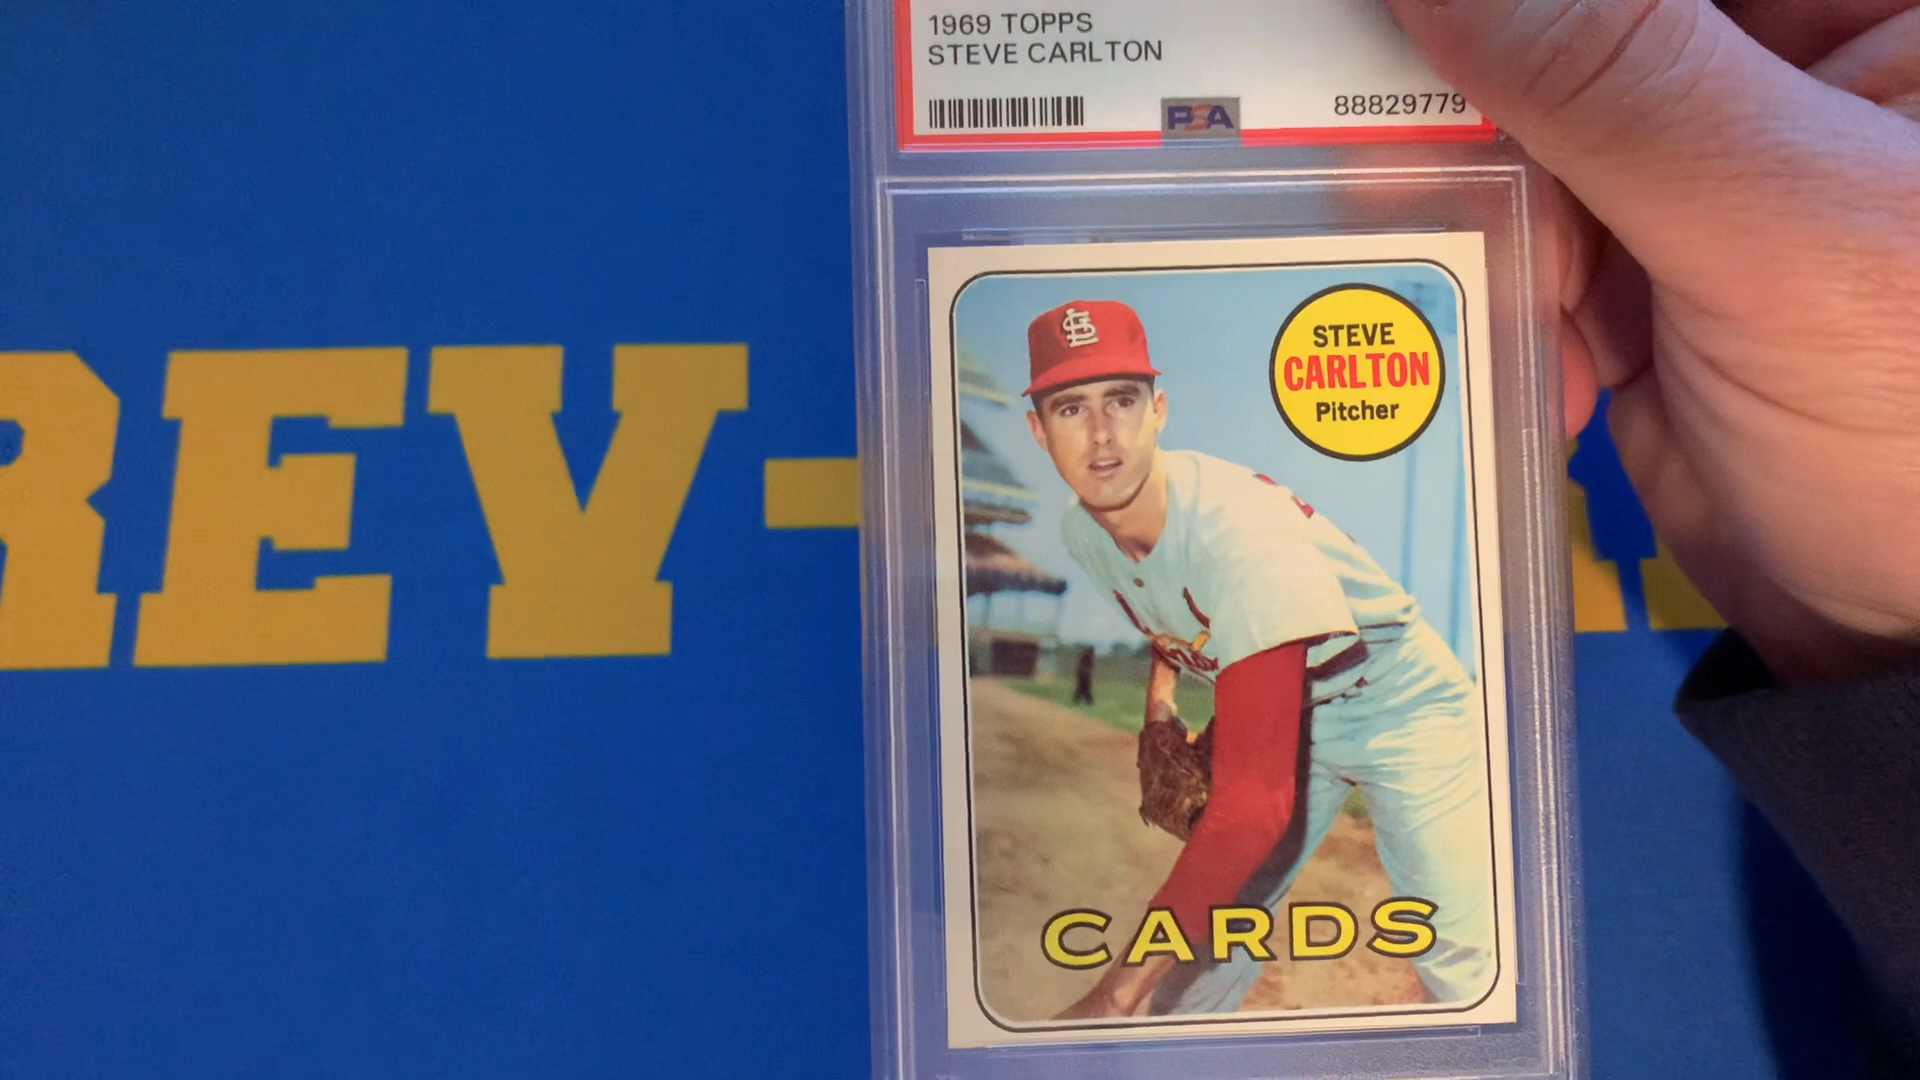 1969 TOPPS
STEVE CARLTON
PSA
88829779
REV-
STEVE
CARLTON
Pitcher
CARDS